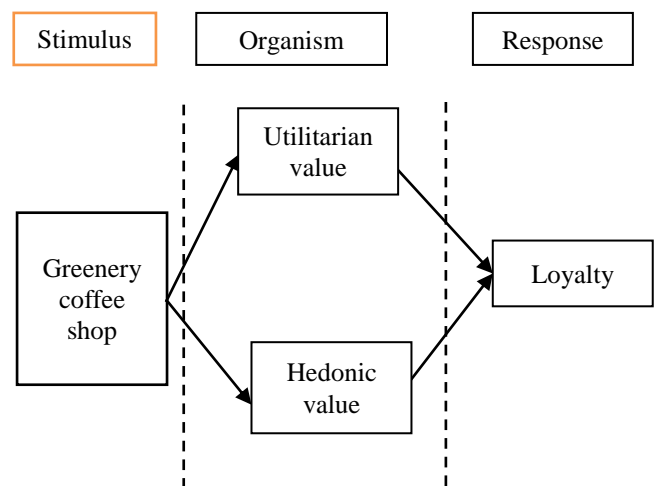 Stimulus
Organism
Response
Utilitarian
value
Greenery
coffee
shop
Loyalty
Hedonic
value